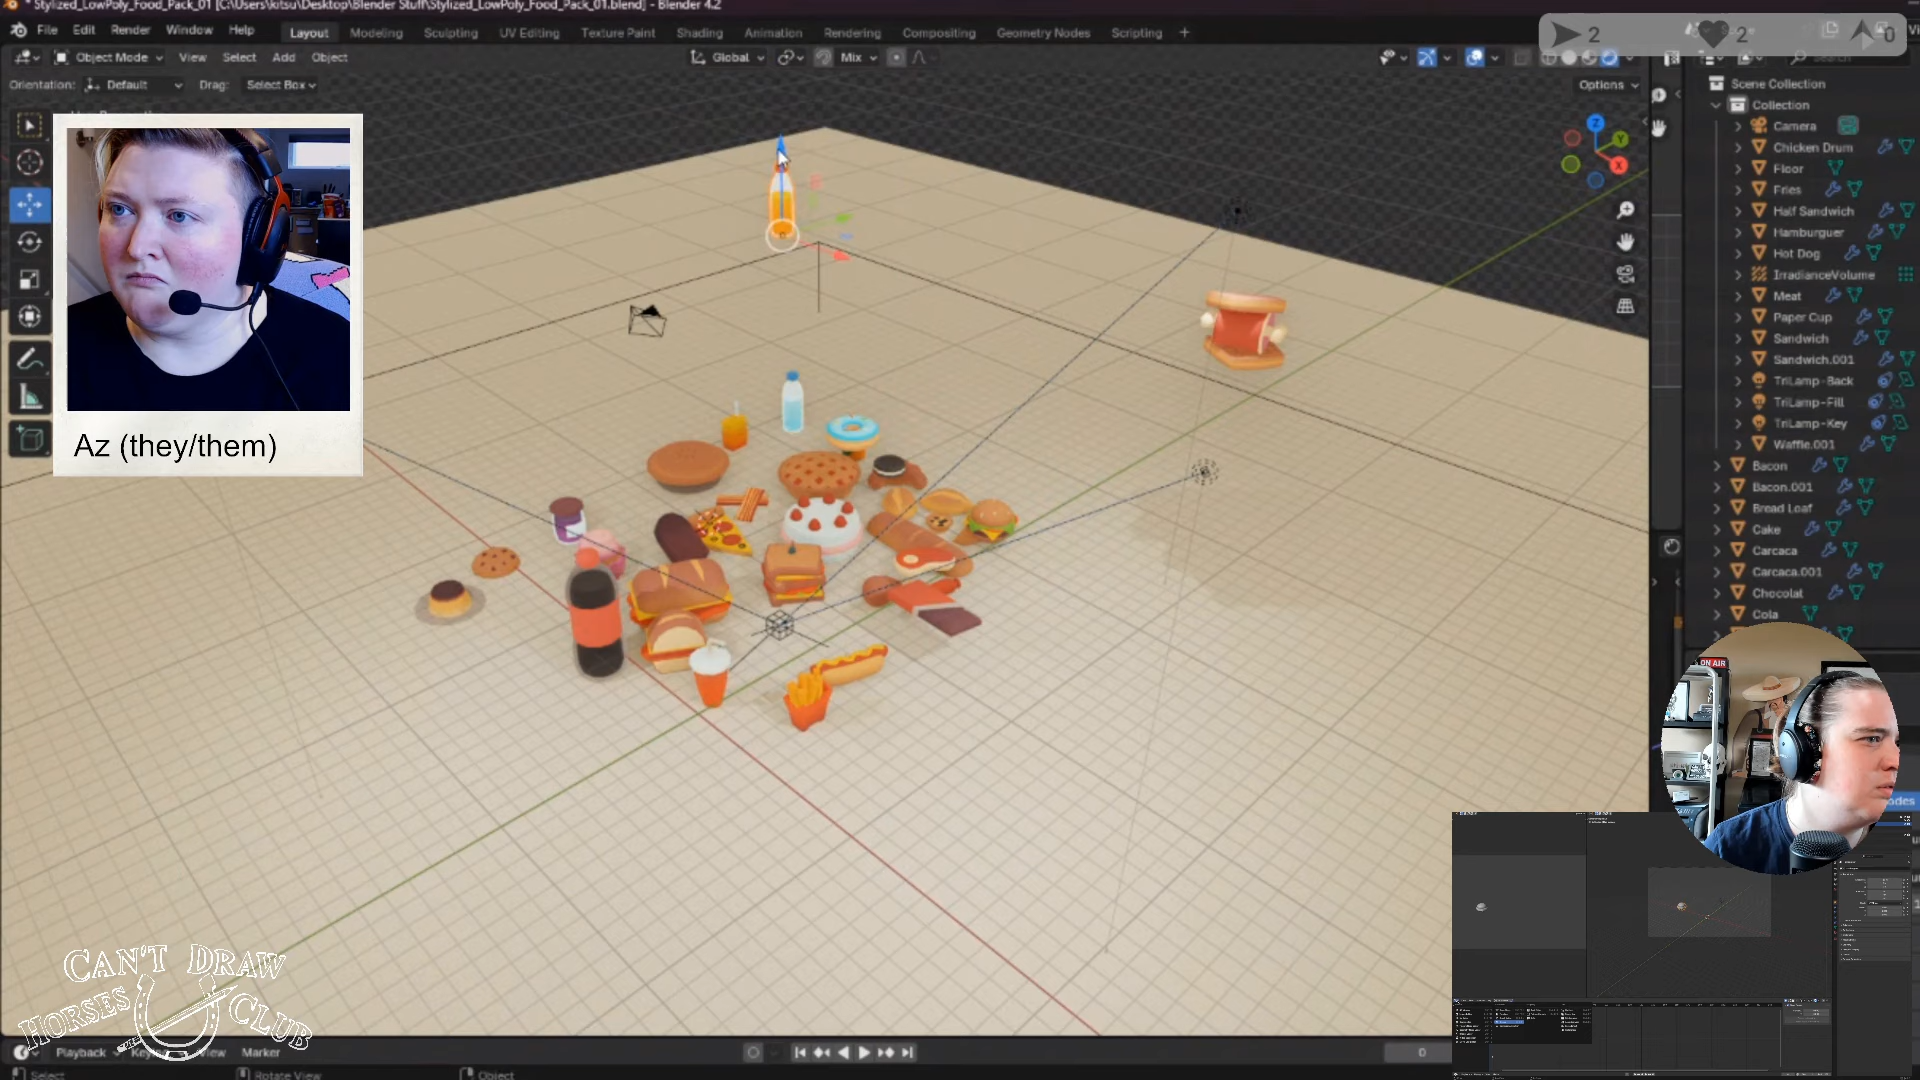 * Stylized_LowPoly_Food_Pack_01 [C:\Users\kitsu\Desktop\Blender Stuff\Stylized_LowPoly_Food_Pack_01.blend] - Blender 4.2
File Edit Render Window Help Layout Modeling Sculpting UV Editing Texture Paint Shading Animation Rendering Compositing Geometry Nodes Scripting +
2 2 0
Object Mode View Select Add Object Global Mix
Orientation: Default Drag: Select Box Options
Z
Y
X
Scene Collection
Collection
Camera
Chicken Drum
Floor
Fries
Half Sandwich
Hamburguer
Hot Dog
IrradianceVolume
Meat
Paper Cup
Sandwich
Sandwich.001
TriLamp-Back
TriLamp-Fill
TriLamp-Key
Waffle.001
Bacon
Bacon.001
Bread Loaf
Cake
Carcaca
Carcaca.001
Chocolat
Cola
Az (they/them)
ON AIR
CAN'T DRAW
HORSES CLUB
Playback View Marker 0
Select Rotate View Object